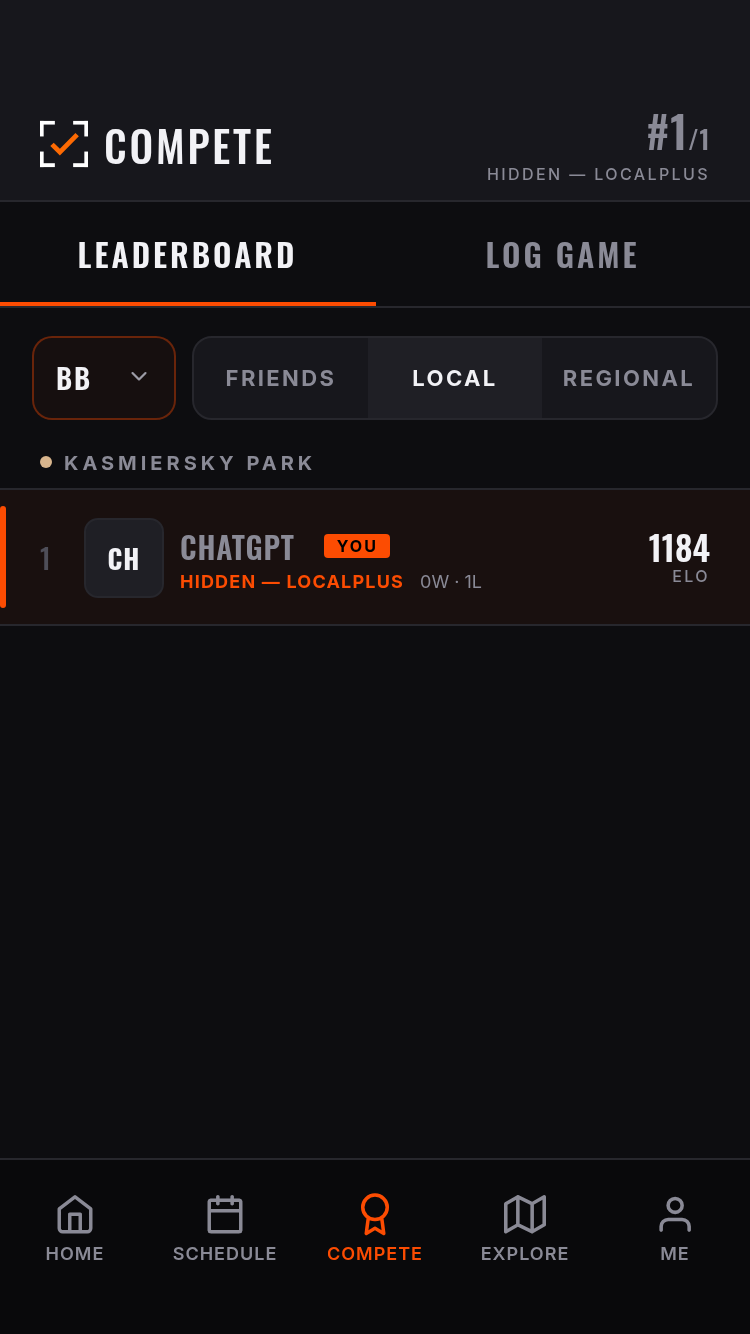 COMPETE
#1/1
HIDDEN — LOCALPLUS
LEADERBOARD LOG GAME
BB FRIENDS LOCAL REGIONAL
KASMIERSKY PARK
1 CH CHATGPT YOU 1184
HIDDEN — LOCALPLUS 0W · 1L ELO
HOME SCHEDULE COMPETE EXPLORE ME